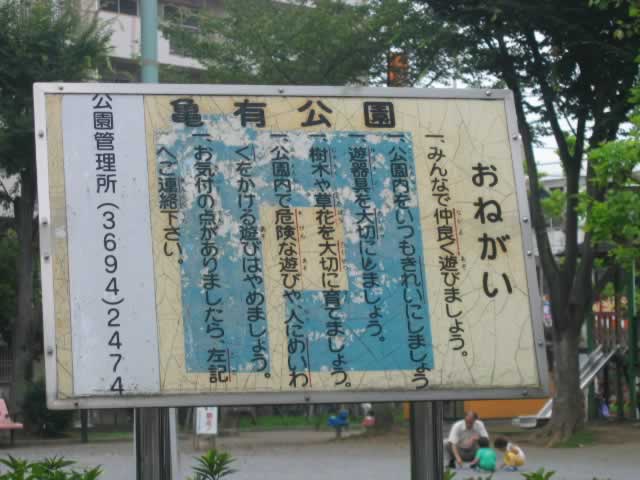 亀有公園
おねがい
一、みんなで仲良く遊びましょう。
一、公園内をいつもきれいにしましょう
一、遊器具を大切にしましょう。
一、樹木や草花を大切に育てましょう。
一、公園内で危険な遊びや、人にめいわ
くをかける遊びはやめましょう。
一、お気付の点がありましたら、左記
へご連絡下さい。
公園管理所(3694)2474